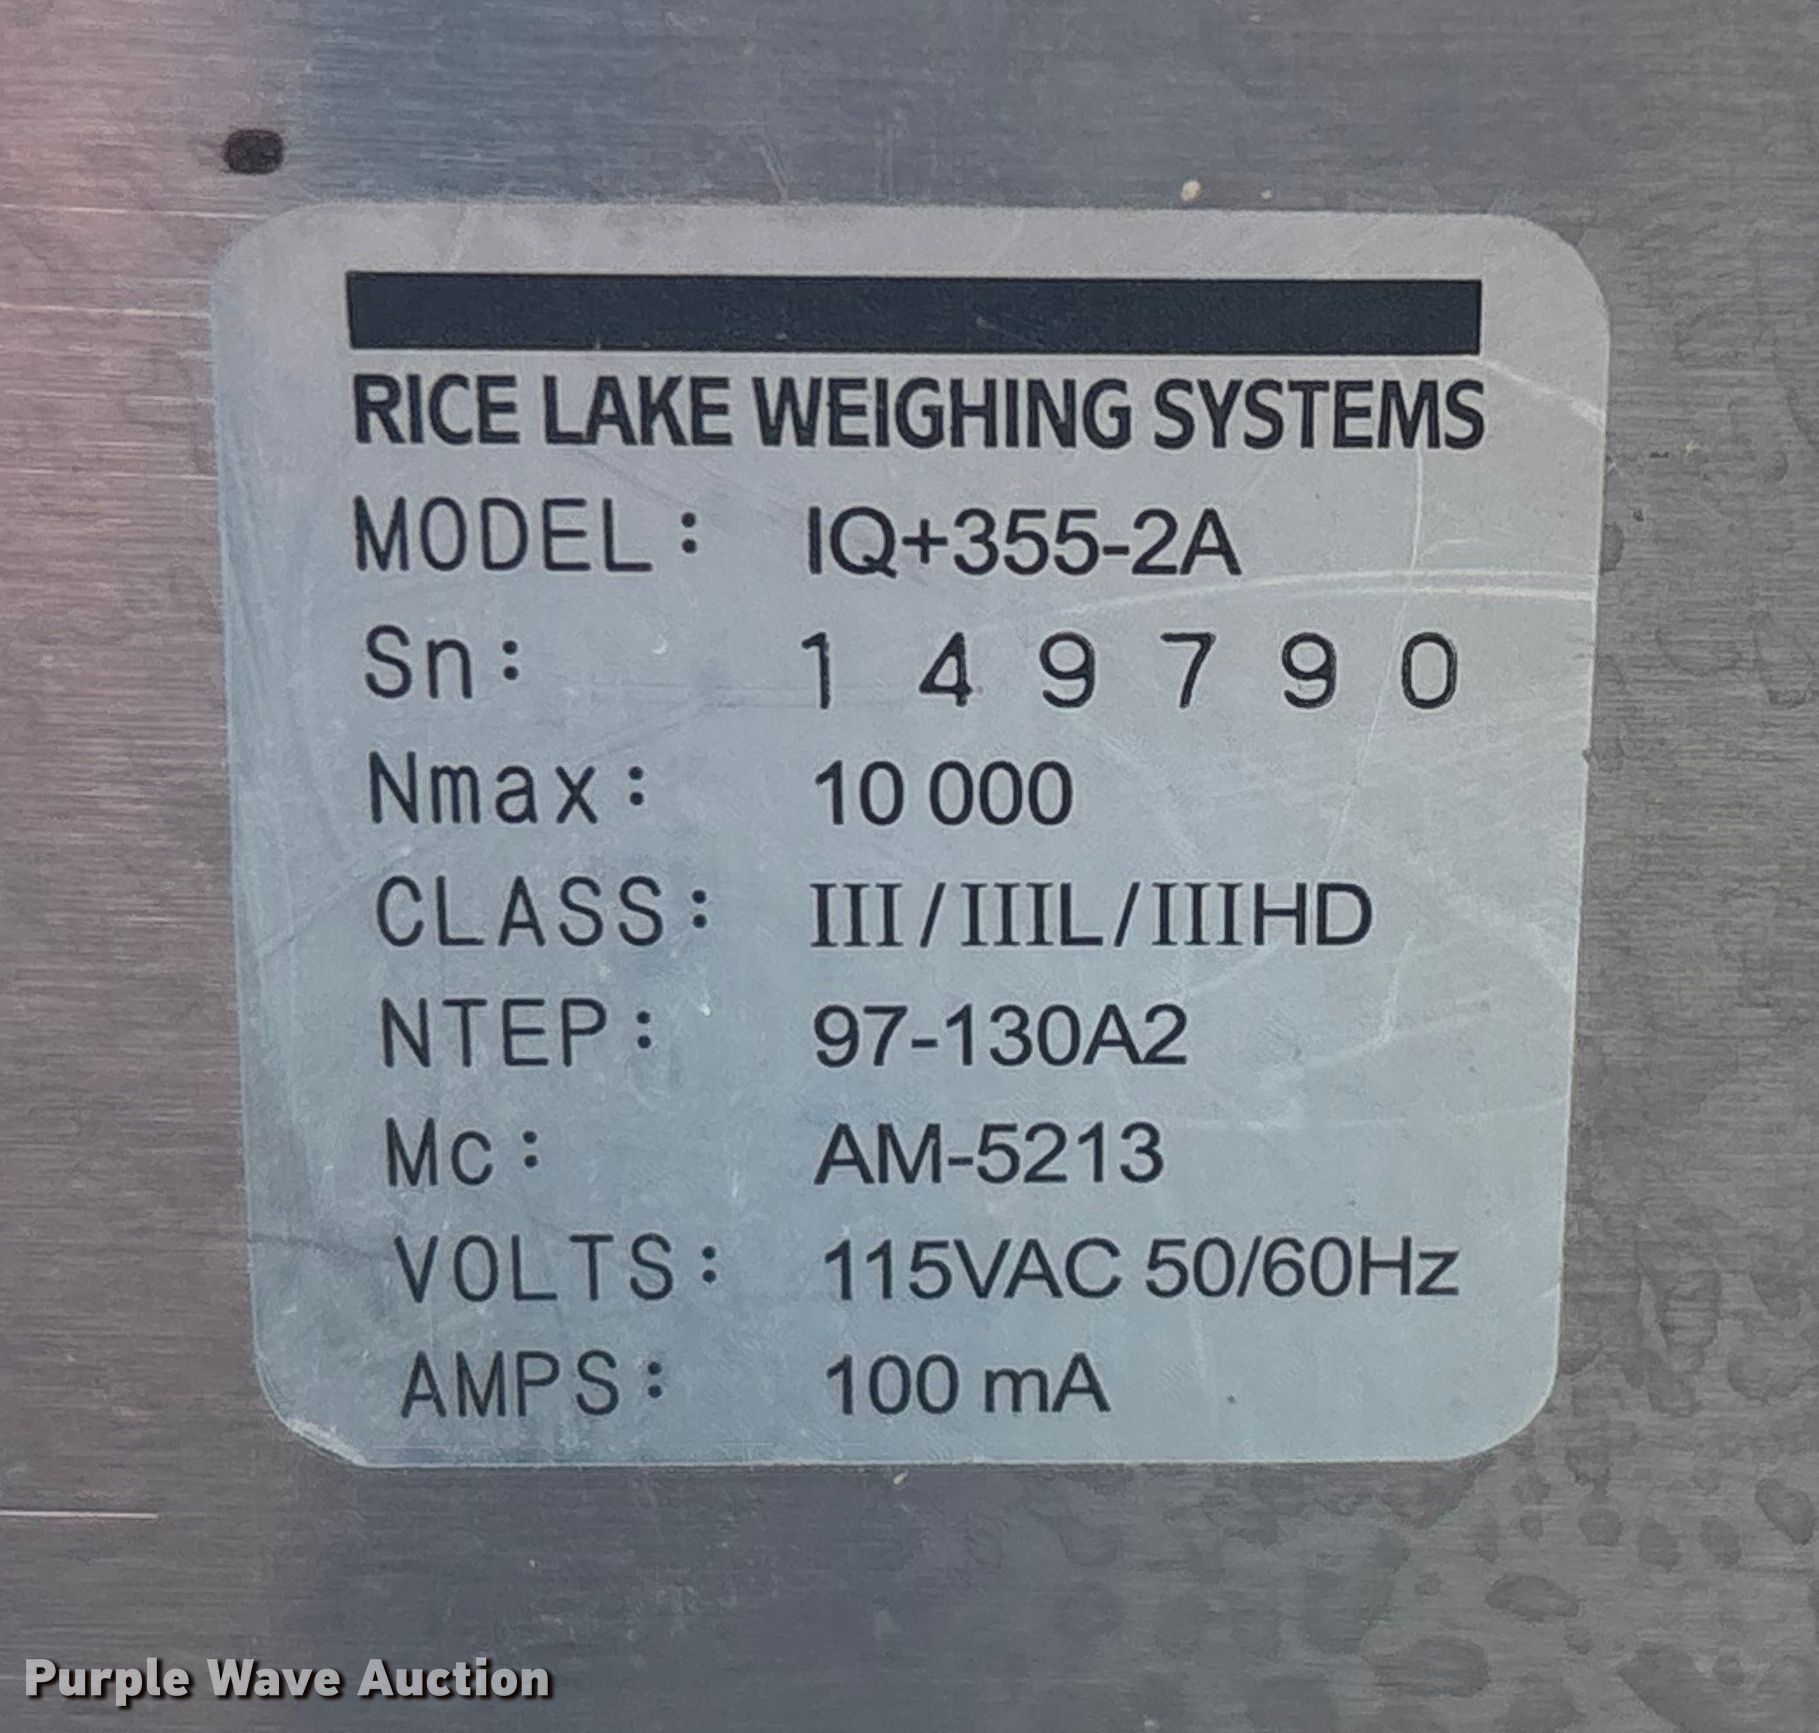 RICE LAKE WEIGHING SYSTEMS
MODEL: IQ+355-2A
Sn: 1 4 9 7 9 0
Nmax: 10 000
CLASS: III/IIIL/IIIHD
NTEP: 97-130A2
Mc: AM-5213
VOLTS: 115VAC 50/60Hz
AMPS: 100 mA
Purple Wave Auction